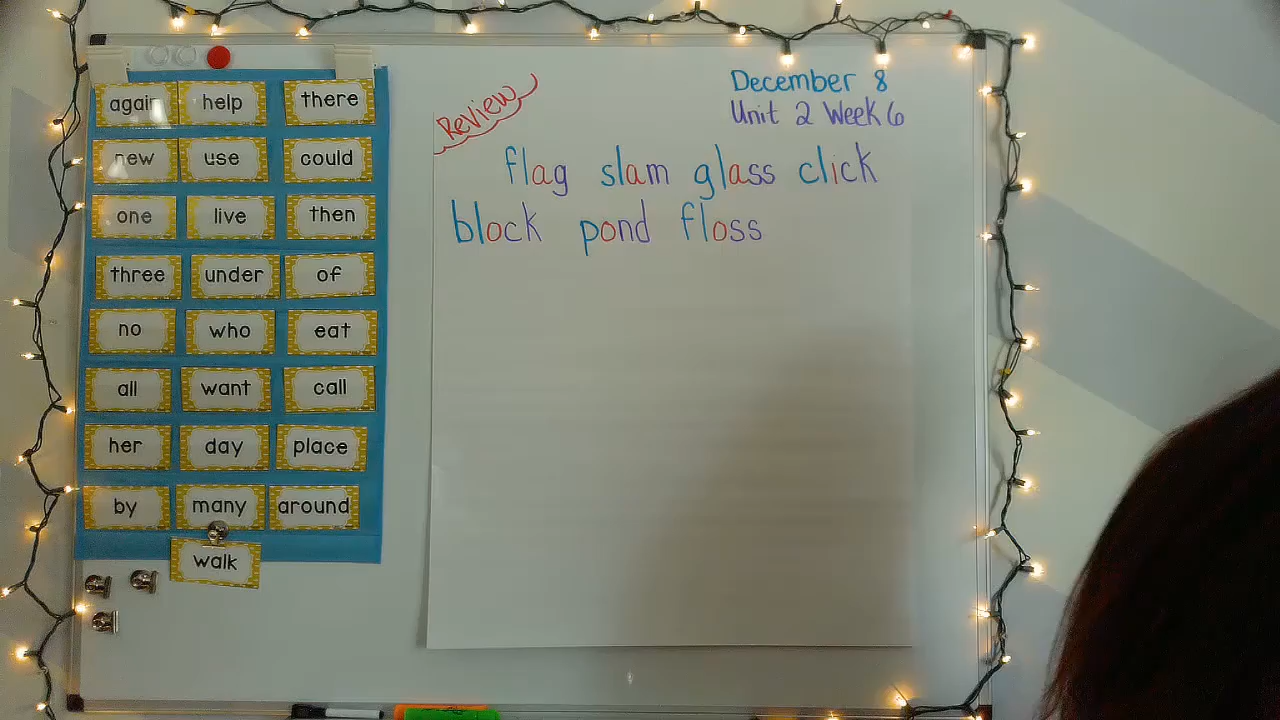 again help there
new use could
one live then
three under of
no who eat
all want call
her day place
by many around
walk
Review
December 8
Unit 2 Week 6
flag slam glass click
block pond floss